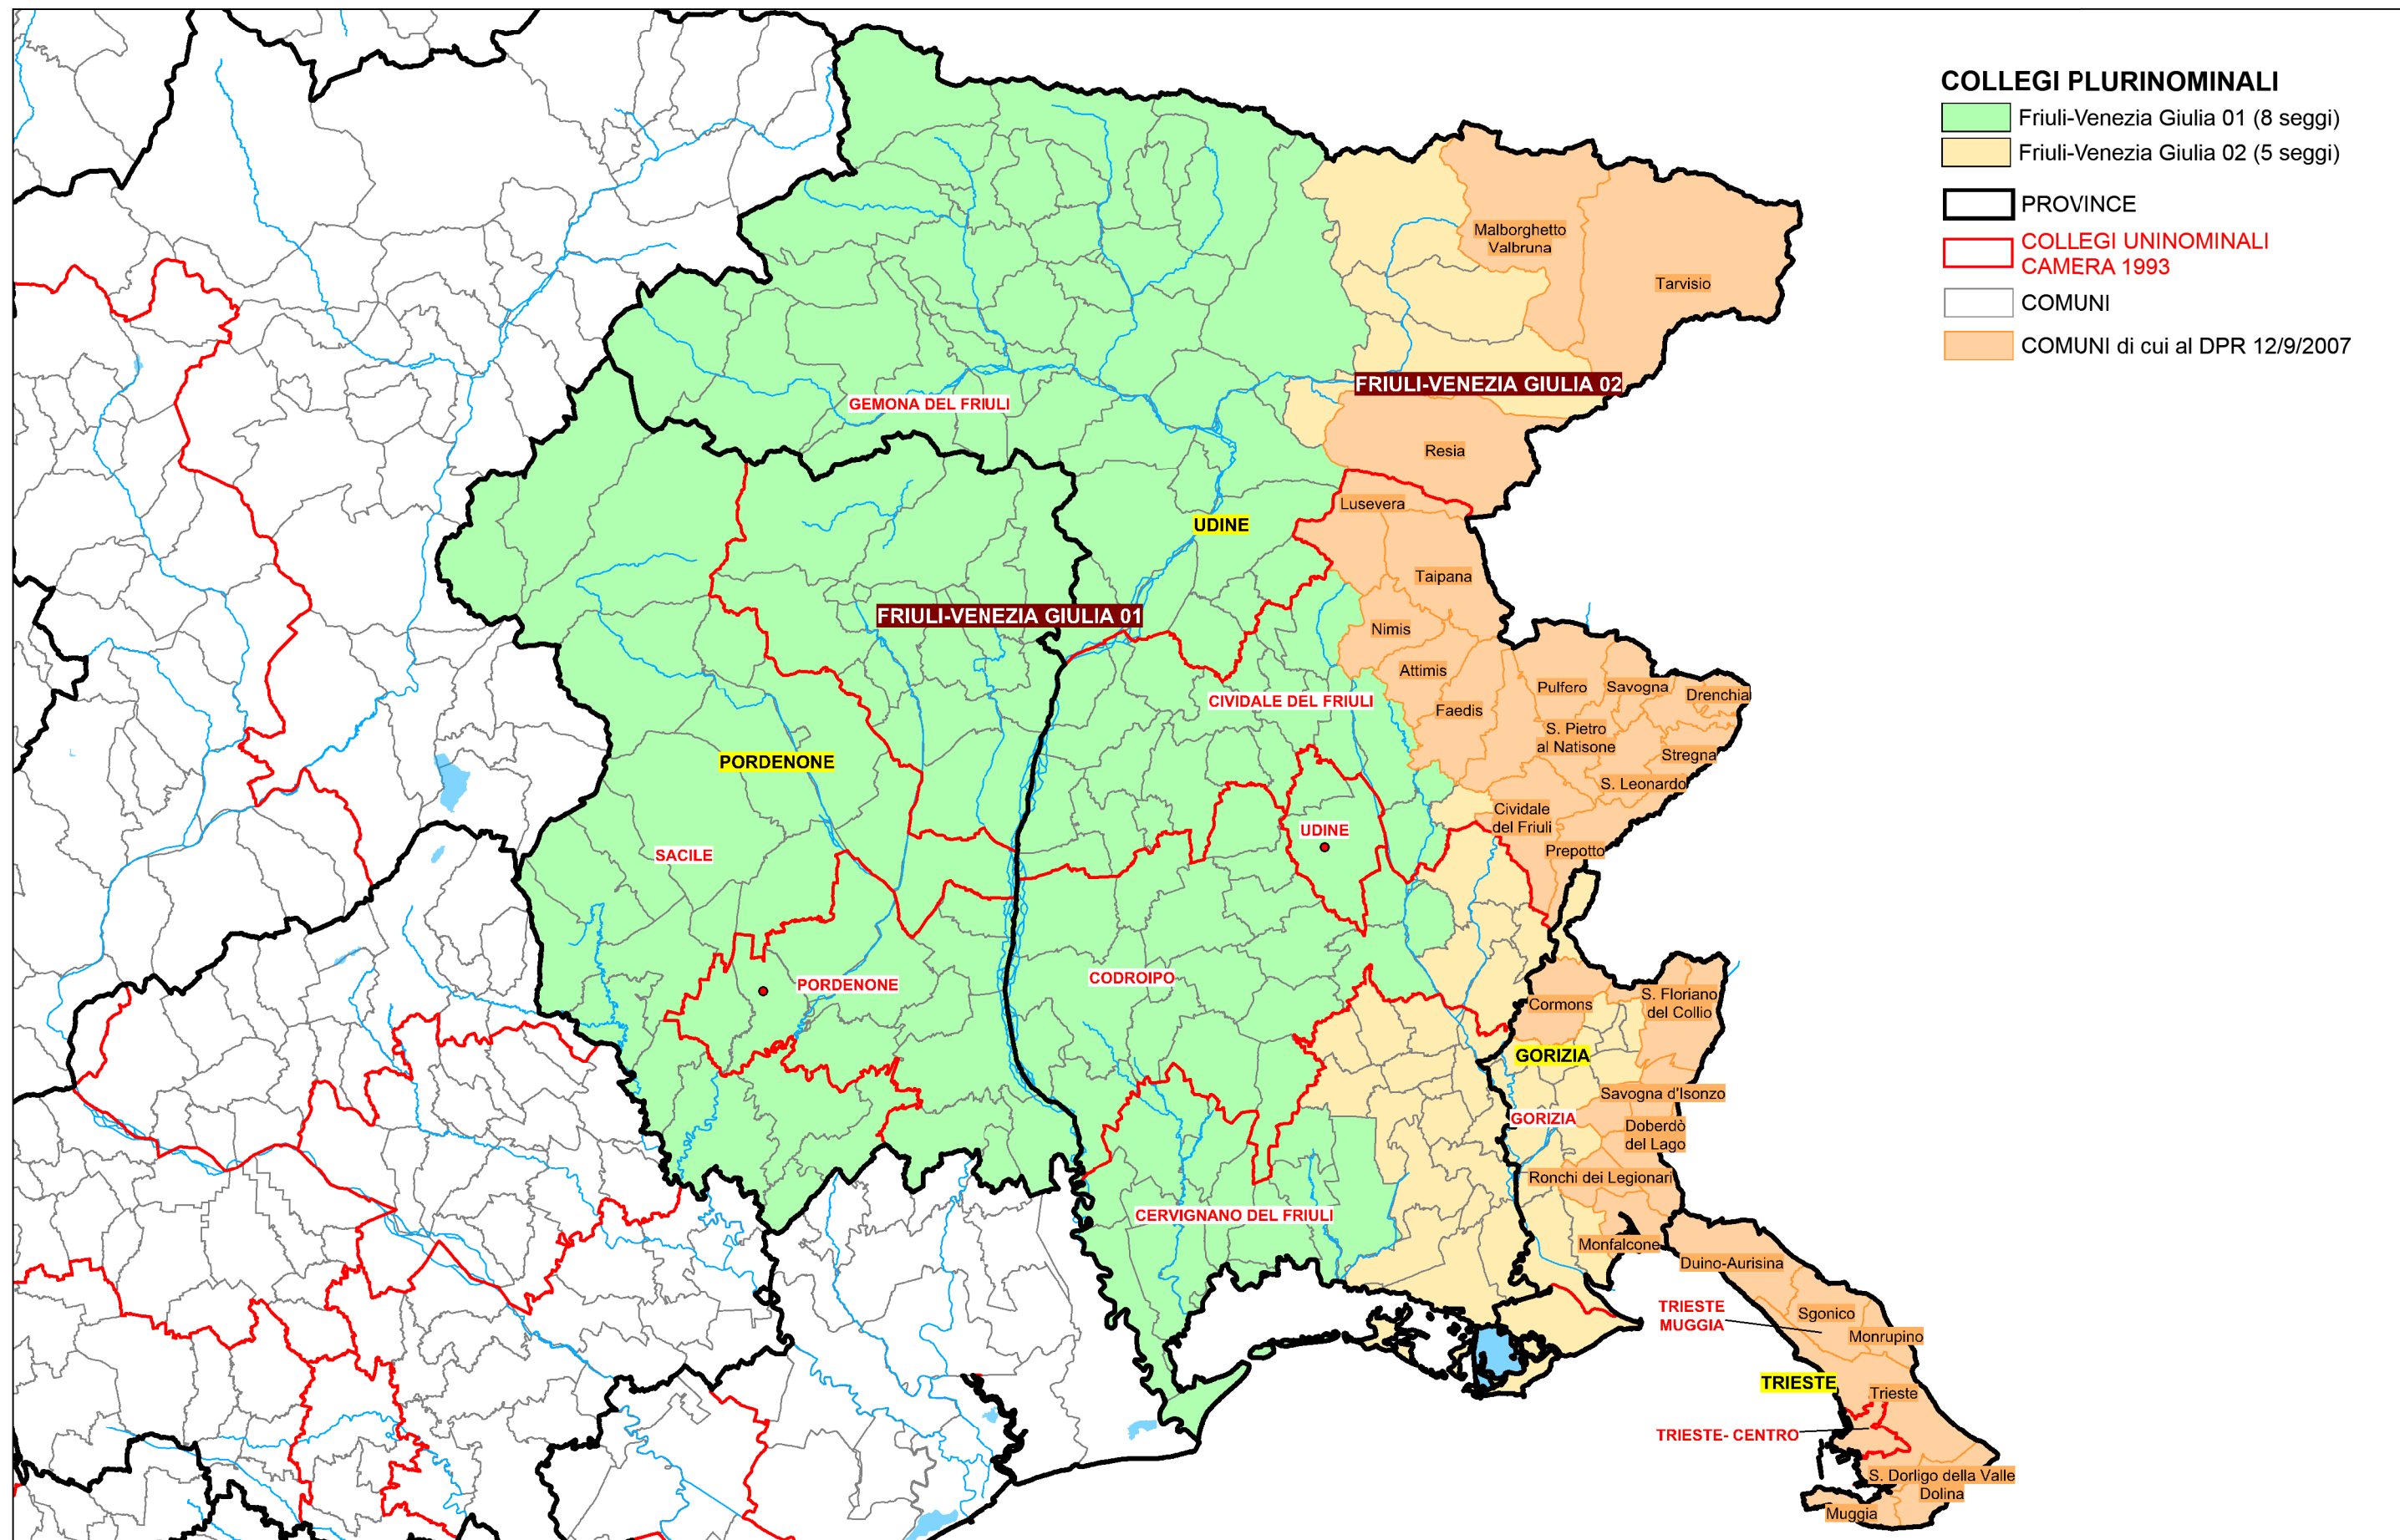 COLLEGI PLURINOMINALI
Friuli-Venezia Giulia 01 (8 seggi)
Friuli-Venezia Giulia 02 (5 seggi)
PROVINCE
COLLEGI UNINOMINALI
CAMERA 1993
COMUNI
COMUNI di cui al DPR 12/9/2007
Malborghetto
Valbruna
Tarvisio
FRIULI-VENEZIA GIULIA 02
GEMONA DEL FRIULI
Resia
Lusevera
UDINE
Taipana
FRIULI-VENEZIA GIULIA 01
Nimis
Attimis
Pulfero
Savogna
Drenchia
CIVIDALE DEL FRIULI
Faedis
S. Pietro
al Natisone
Stregna
PORDENONE
S. Leonardo
Cividale
del Friuli
UDINE
Prepotto
SACILE
PORDENONE
CODROIPO
Cormons
S. Floriano
del Collio
GORIZIA
Savogna d'Isonzo
GORIZIA
Doberdò
del Lago
Ronchi dei Legionari
CERVIGNANO DEL FRIULI
Monfalcone
Duino-Aurisina
TRIESTE
MUGGIA
Sgonico
Monrupino
TRIESTE
Trieste
TRIESTE- CENTRO
S. Dorligo della Valle
Dolina
Muggia